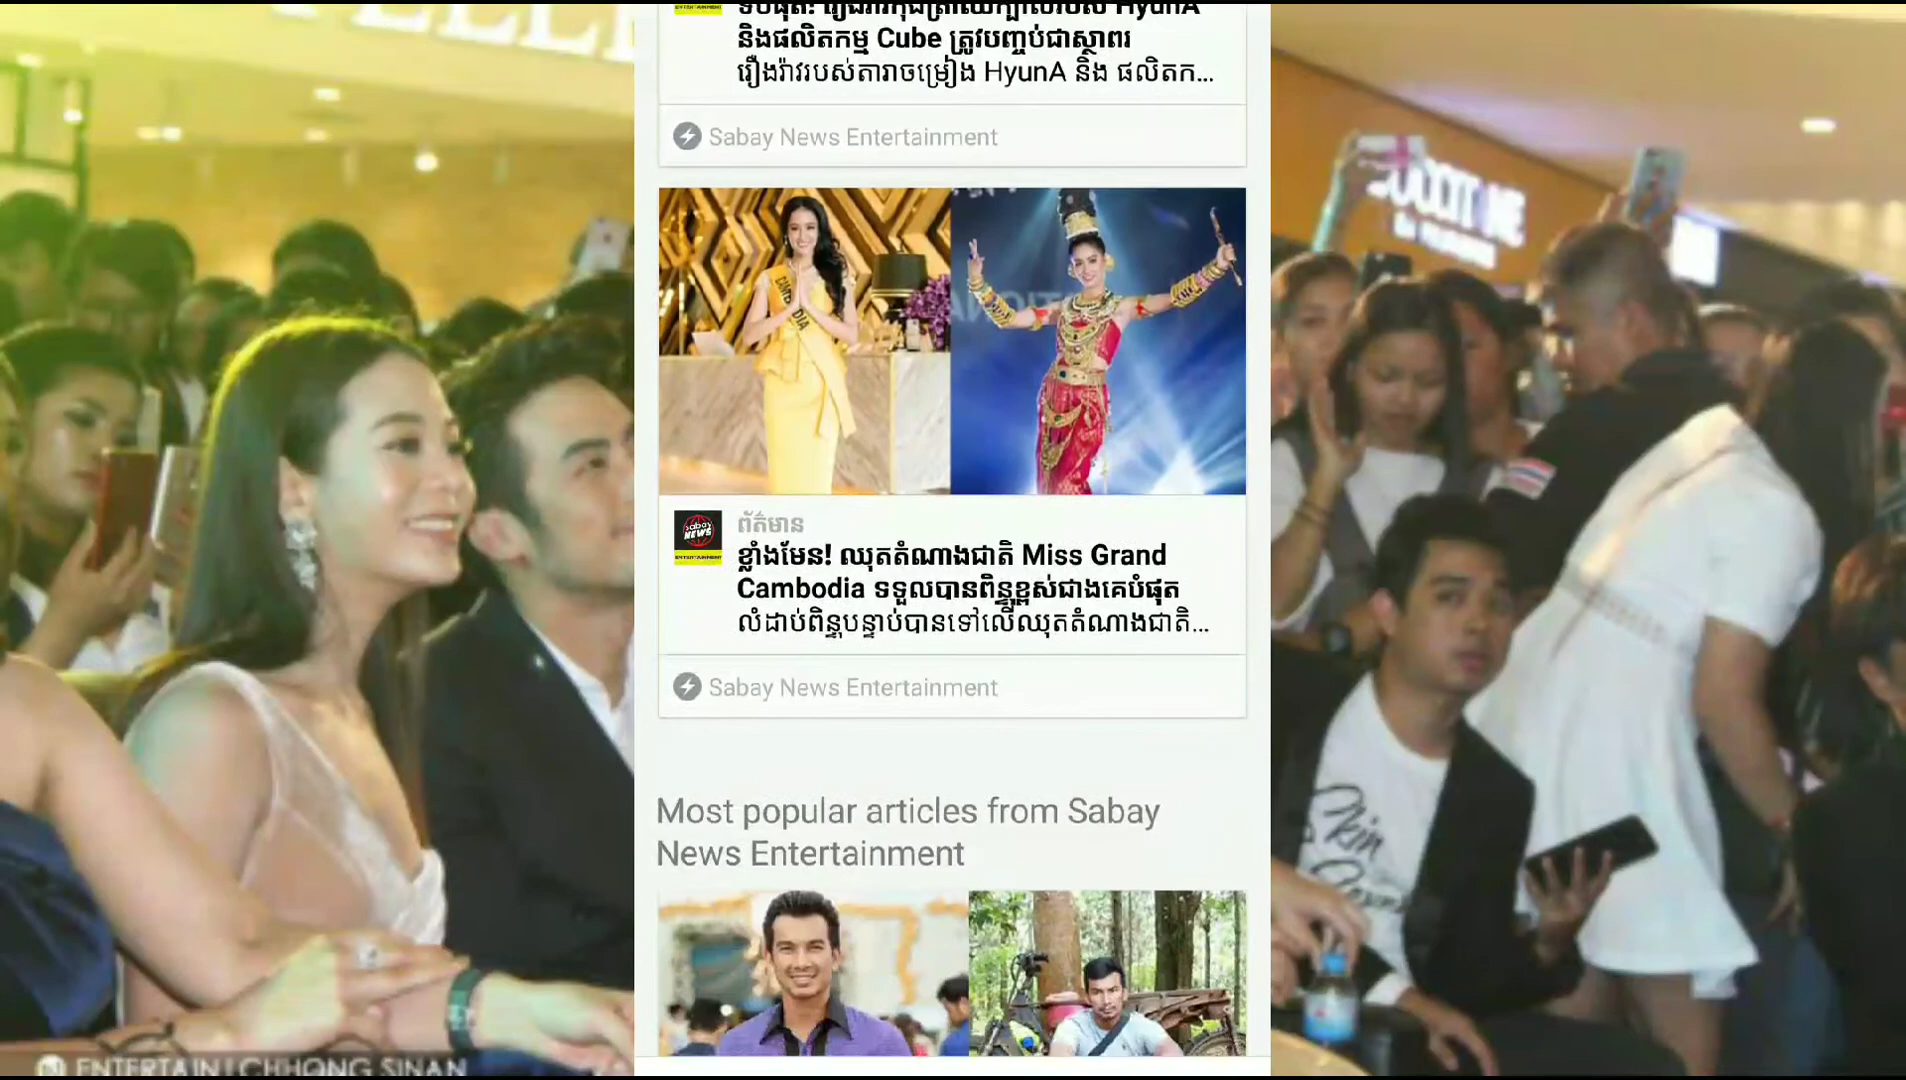 និងផលិតកម្ម Cube ត្រូវបញ្ចប់ជាស្ថាពរ
រឿងរ៉ាវរបស់តារាចម្រៀង HyunA និង ផលិតក...
Sabay News Entertainment
CAMBODIA
sabay
NEWS
ENTERTAINMENT
ព័ត៌មាន
ខ្លាំងមែន! ឈុតតំណាងជាតិ Miss Grand
Cambodia ទទួលបានពិន្ទុខ្ពស់ជាងគេបំផុត
លំដាប់ពិន្ទុបន្ទាប់បានទៅលើឈុតតំណាងជាតិ...
Sabay News Entertainment
Most popular articles from Sabay
News Entertainment
ENTERTAIN | CHHONG SINAN